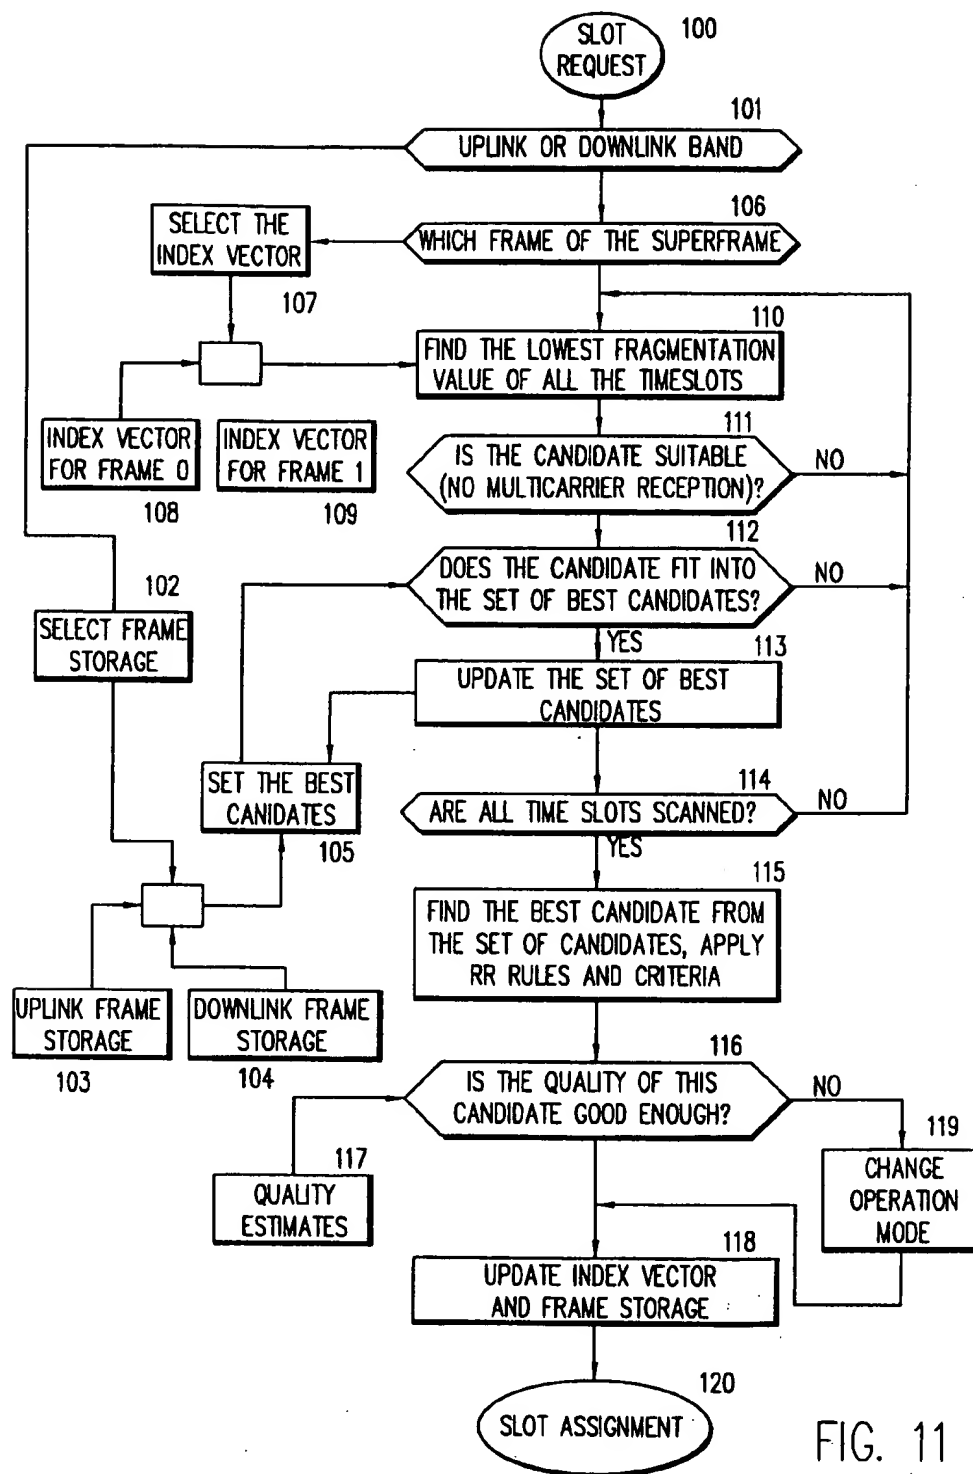 SLOT
REQUEST
100
101
UPLINK OR DOWNLINK BAND
106
WHICH FRAME OF THE SUPERFRAME
SELECT THE
INDEX VECTOR
107
110
FIND THE LOWEST FRAGMENTATION
VALUE OF ALL THE TIMESLOTS
INDEX VECTOR
FOR FRAME 0
108
INDEX VECTOR
FOR FRAME 1
109
111
IS THE CANDIDATE SUITABLE
(NO MULTICARRIER RECEPTION)?
NO
112
DOES THE CANDIDATE FIT INTO
THE SET OF BEST CANDIDATES?
NO
YES
102
SELECT FRAME
STORAGE
113
UPDATE THE SET OF BEST
CANDIDATES
SET THE BEST
CANIDATES
105
114
ARE ALL TIME SLOTS SCANNED?
NO
YES
115
FIND THE BEST CANDIDATE FROM
THE SET OF CANDIDATES, APPLY
RR RULES AND CRITERIA
UPLINK FRAME
STORAGE
103
DOWNLINK FRAME
STORAGE
104
116
IS THE QUALITY OF THIS
CANDIDATE GOOD ENOUGH?
NO
117
QUALITY
ESTIMATES
119
CHANGE
OPERATION
MODE
118
UPDATE INDEX VECTOR
AND FRAME STORAGE
120
SLOT ASSIGNMENT
FIG. 11